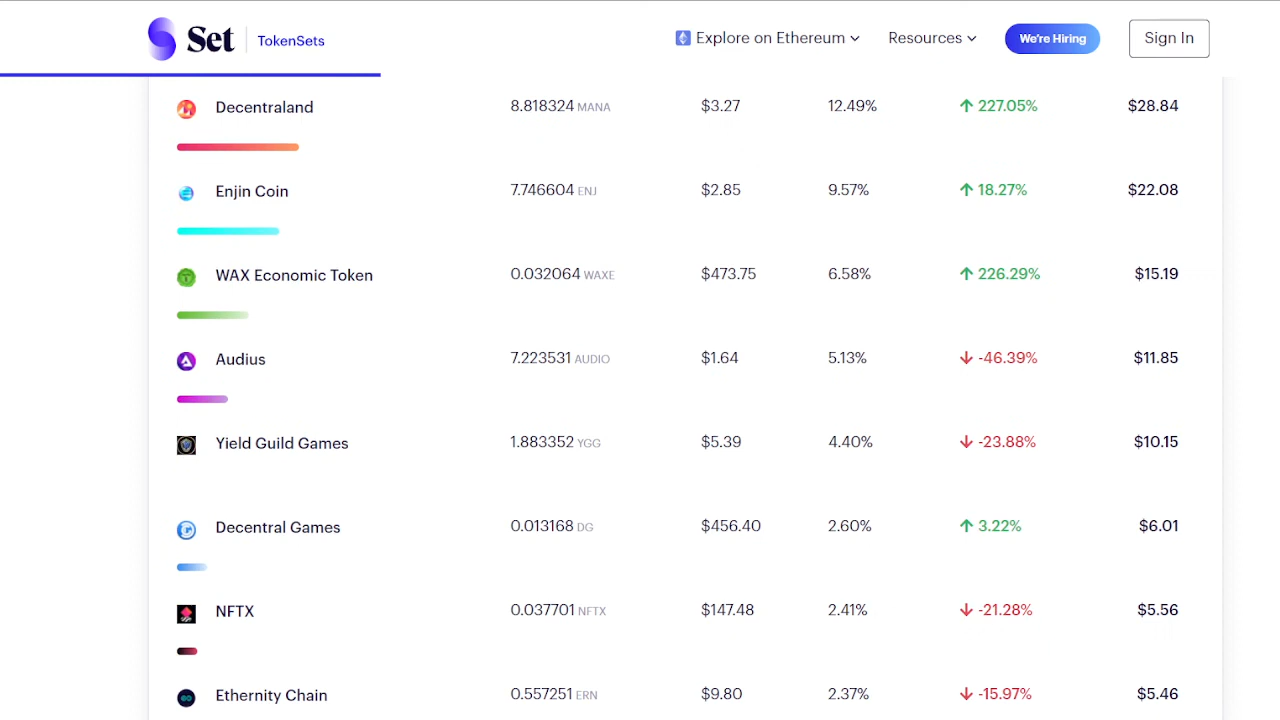 Set TokenSets Explore on Ethereum Resources We're Hiring Sign In
Decentraland 8.818324 MANA $3.27 12.49% 227.05% $28.84
Enjin Coin 7.746604 ENJ $2.85 9.57% 18.27% $22.08
WAX Economic Token 0.032064 WAXE $473.75 6.58% 226.29% $15.19
Audius 7.223531 AUDIO $1.64 5.13% -46.39% $11.85
Yield Guild Games 1.883352 YGG $5.39 4.40% -23.88% $10.15
Decentral Games 0.013168 DG $456.40 2.60% 3.22% $6.01
NFTX 0.037701 NFTX $147.48 2.41% -21.28% $5.56
Ethernity Chain 0.557251 ERN $9.80 2.37% -15.97% $5.46